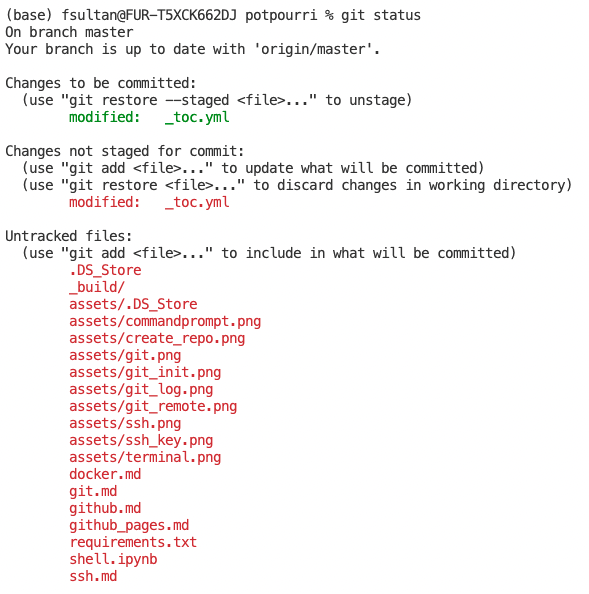 (base) fsultan@FUR-T5XCK662DJ potpourri % git status
On branch master
Your branch is up to date with 'origin/master'.

Changes to be committed:
  (use "git restore --staged <file>..." to unstage)
        modified:   _toc.yml

Changes not staged for commit:
  (use "git add <file>..." to update what will be committed)
  (use "git restore <file>..." to discard changes in working directory)
        modified:   _toc.yml

Untracked files:
  (use "git add <file>..." to include in what will be committed)
        .DS_Store
        _build/
        assets/.DS_Store
        assets/commandprompt.png
        assets/create_repo.png
        assets/git.png
        assets/git_init.png
        assets/git_log.png
        assets/git_remote.png
        assets/ssh.png
        assets/ssh_key.png
        assets/terminal.png
        docker.md
        git.md
        github.md
        github_pages.md
        requirements.txt
        shell.ipynb
        ssh.md